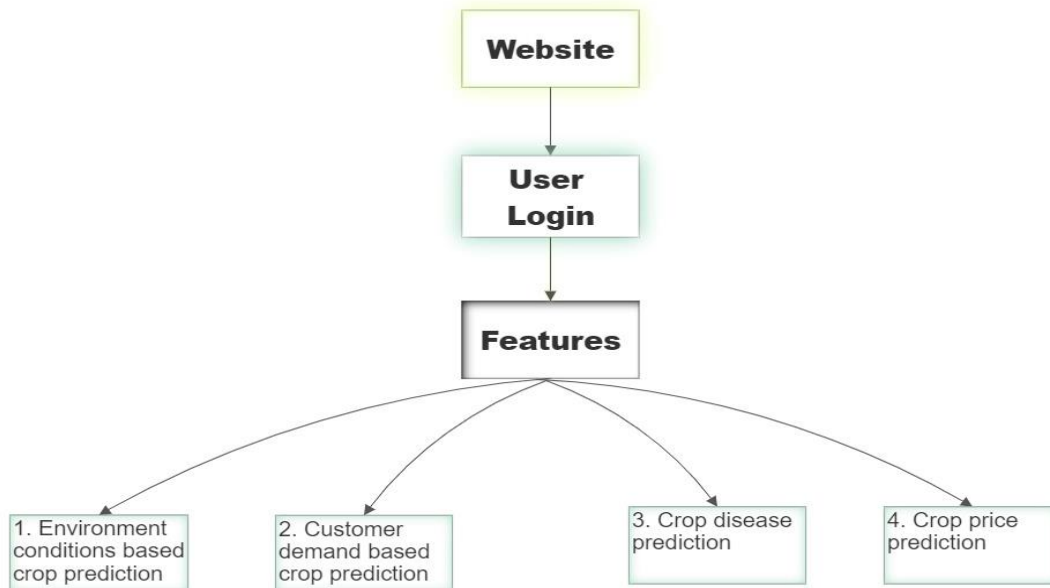 Website
User
Login
Features
1. Environment
conditions based
crop prediction
2. Customer
demand based
crop prediction
3. Crop disease
prediction
4. Crop price
prediction